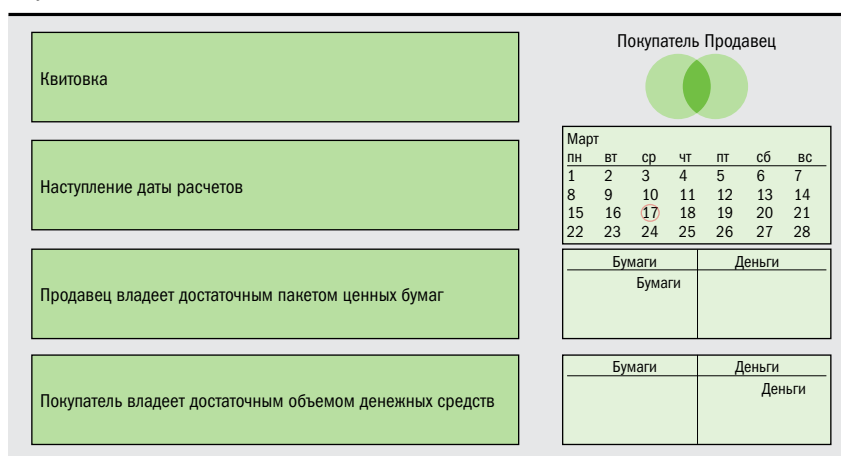 Покупатель Продавец
Квитовка
Март
пн вт ср чт пт сб вс
1 2 3 4 5 6 7
8 9 10 11 12 13 14
15 16 17 18 19 20 21
22 23 24 25 26 27 28
Наступление даты расчетов
Бумаги Деньги
Бумаги
Продавец владеет достаточным пакетом ценных бумаг
Бумаги Деньги
Деньги
Покупатель владеет достаточным объемом денежных средств